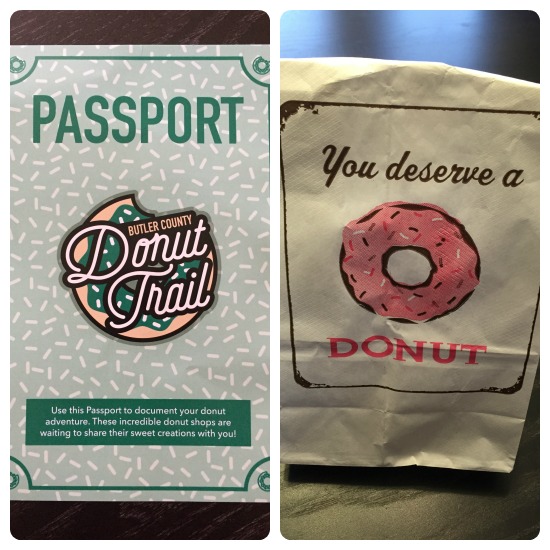 PASSPORT
BUTLER COUNTY
Donut
Trail
Use this Passport to document your donut
adventure. These incredible donut shops are
waiting to share their sweet creations with you!
You deserve a
DONUT